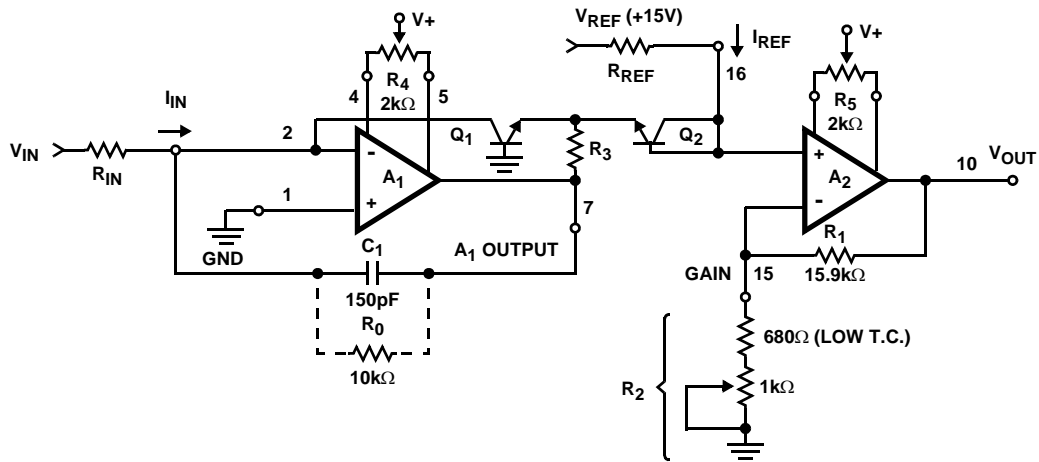 V+
R4
2kΩ
4
5
VREF (+15V)
RREF
IREF
16
V+
R5
2kΩ
IIN
2
VIN
RIN
Q1
R3
Q2
-
A1
+
1
GND
7
A1 OUTPUT
C1
150pF
R0
10kΩ
+
A2
-
10
VOUT
R1
15.9kΩ
GAIN
15
680Ω (LOW T.C.)
R2
1kΩ